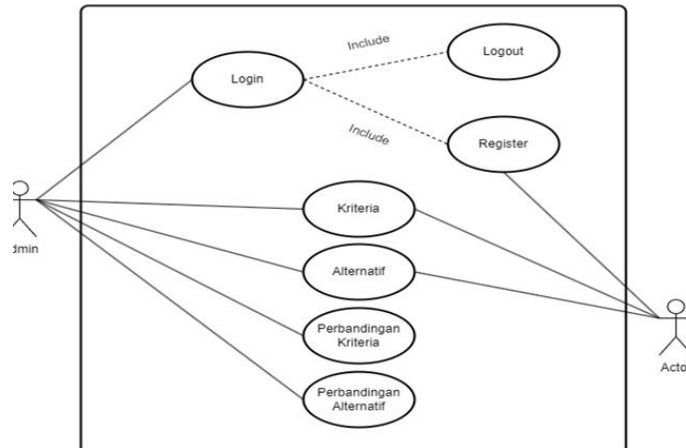 Include
Logout
Login
Include
Register
Kriteria
dmin
Alternatif
Perbandingan
Kriteria
Acto
Perbandingan
Alternatif